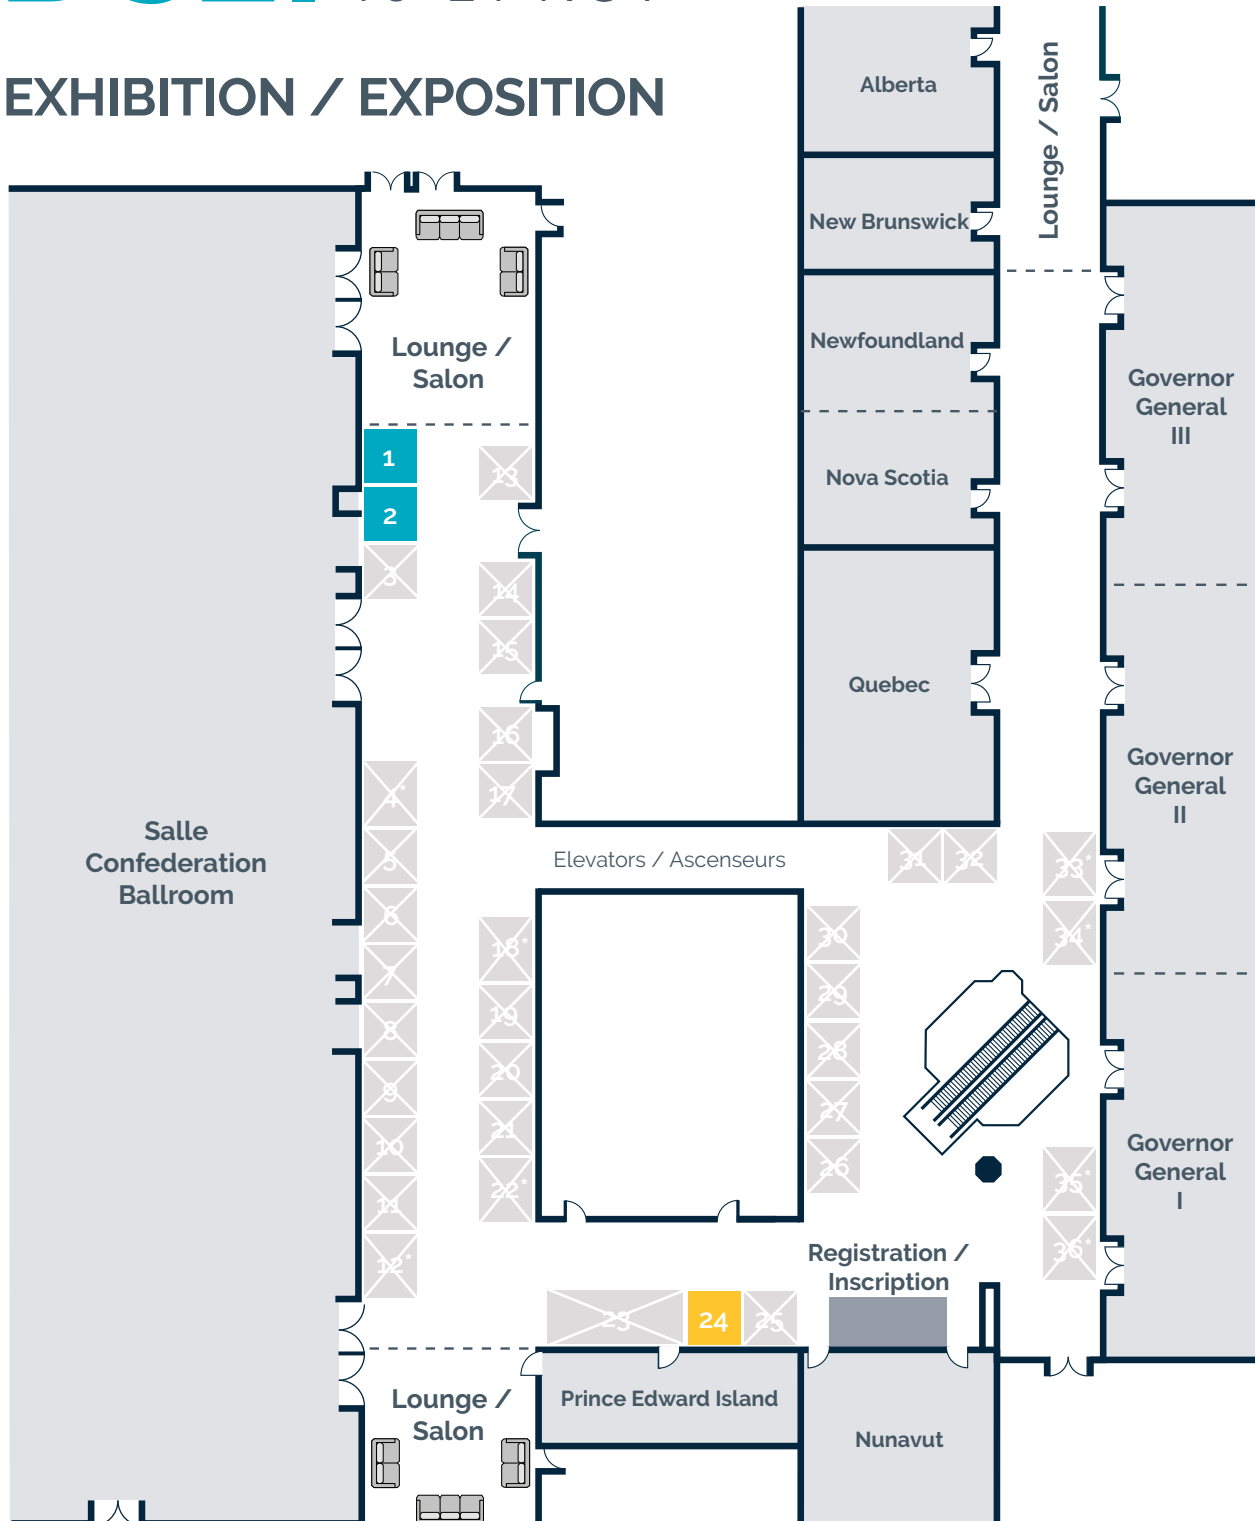 EXHIBITION / EXPOSITION
Alberta
Lounge / Salon
New Brunswick
Newfoundland
Nova Scotia
Quebec
Governor
General
III
Governor
General
II
Governor
General
I
Lounge /
Salon
1
2
3
4*
5
6
7
8
9
10
11
12*
13
14
15
16
17
18*
19
20
21
22*
Salle
Confederation
Ballroom
Elevators / Ascenseurs
31
32
33*
34*
30
29
28
27
26
35*
36*
Registration /
Inscription
23
24
25
Lounge /
Salon
Prince Edward Island
Nunavut